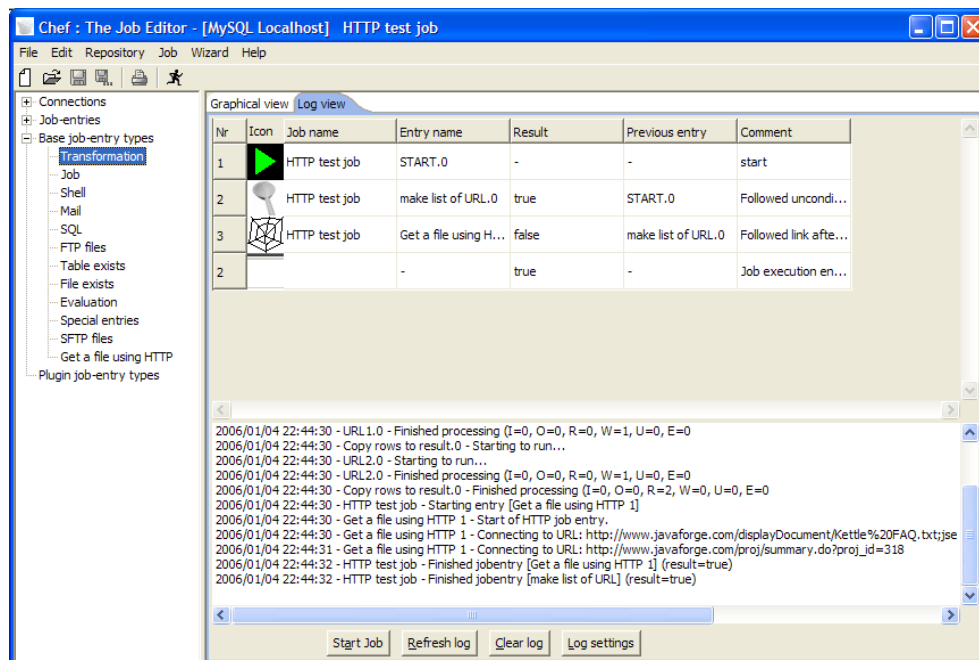 Chef : The Job Editor - [MySQL Localhost]   HTTP test job
File Edit Repository Job Wizard Help
Connections
Job-entries
Base job-entry types
Transformation
Job
Shell
Mail
SQL
FTP files
Table exists
File exists
Evaluation
Special entries
SFTP files
Get a file using HTTP
Plugin job-entry types
Graphical view Log view
Nr Icon Job name Entry name Result Previous entry Comment
1 HTTP test job START.0 - - start
2 HTTP test job make list of URL.0 true START.0 Followed uncondi...
3 HTTP test job Get a file using H... false make list of URL.0 Followed link afte...
2 - true - Job execution en...
2006/01/04 22:44:30 - URL1.0 - Finished processing (I=0, O=0, R=0, W=1, U=0, E=0
2006/01/04 22:44:30 - Copy rows to result.0 - Starting to run...
2006/01/04 22:44:30 - URL2.0 - Starting to run...
2006/01/04 22:44:30 - URL2.0 - Finished processing (I=0, O=0, R=0, W=1, U=0, E=0
2006/01/04 22:44:30 - Copy rows to result.0 - Finished processing (I=0, O=0, R=2, W=0, U=0, E=0
2006/01/04 22:44:30 - HTTP test job - Starting entry [Get a file using HTTP 1]
2006/01/04 22:44:30 - Get a file using HTTP 1 - Start of HTTP job entry.
2006/01/04 22:44:30 - Get a file using HTTP 1 - Connecting to URL: http://www.javaforge.com/displayDocument/Kettle%20FAQ.txt;jse
2006/01/04 22:44:31 - Get a file using HTTP 1 - Connecting to URL: http://www.javaforge.com/proj/summary.do?proj_id=318
2006/01/04 22:44:32 - HTTP test job - Finished jobentry [Get a file using HTTP 1] (result=true)
2006/01/04 22:44:32 - HTTP test job - Finished jobentry [make list of URL] (result=true)
Start Job Refresh log Clear log Log settings